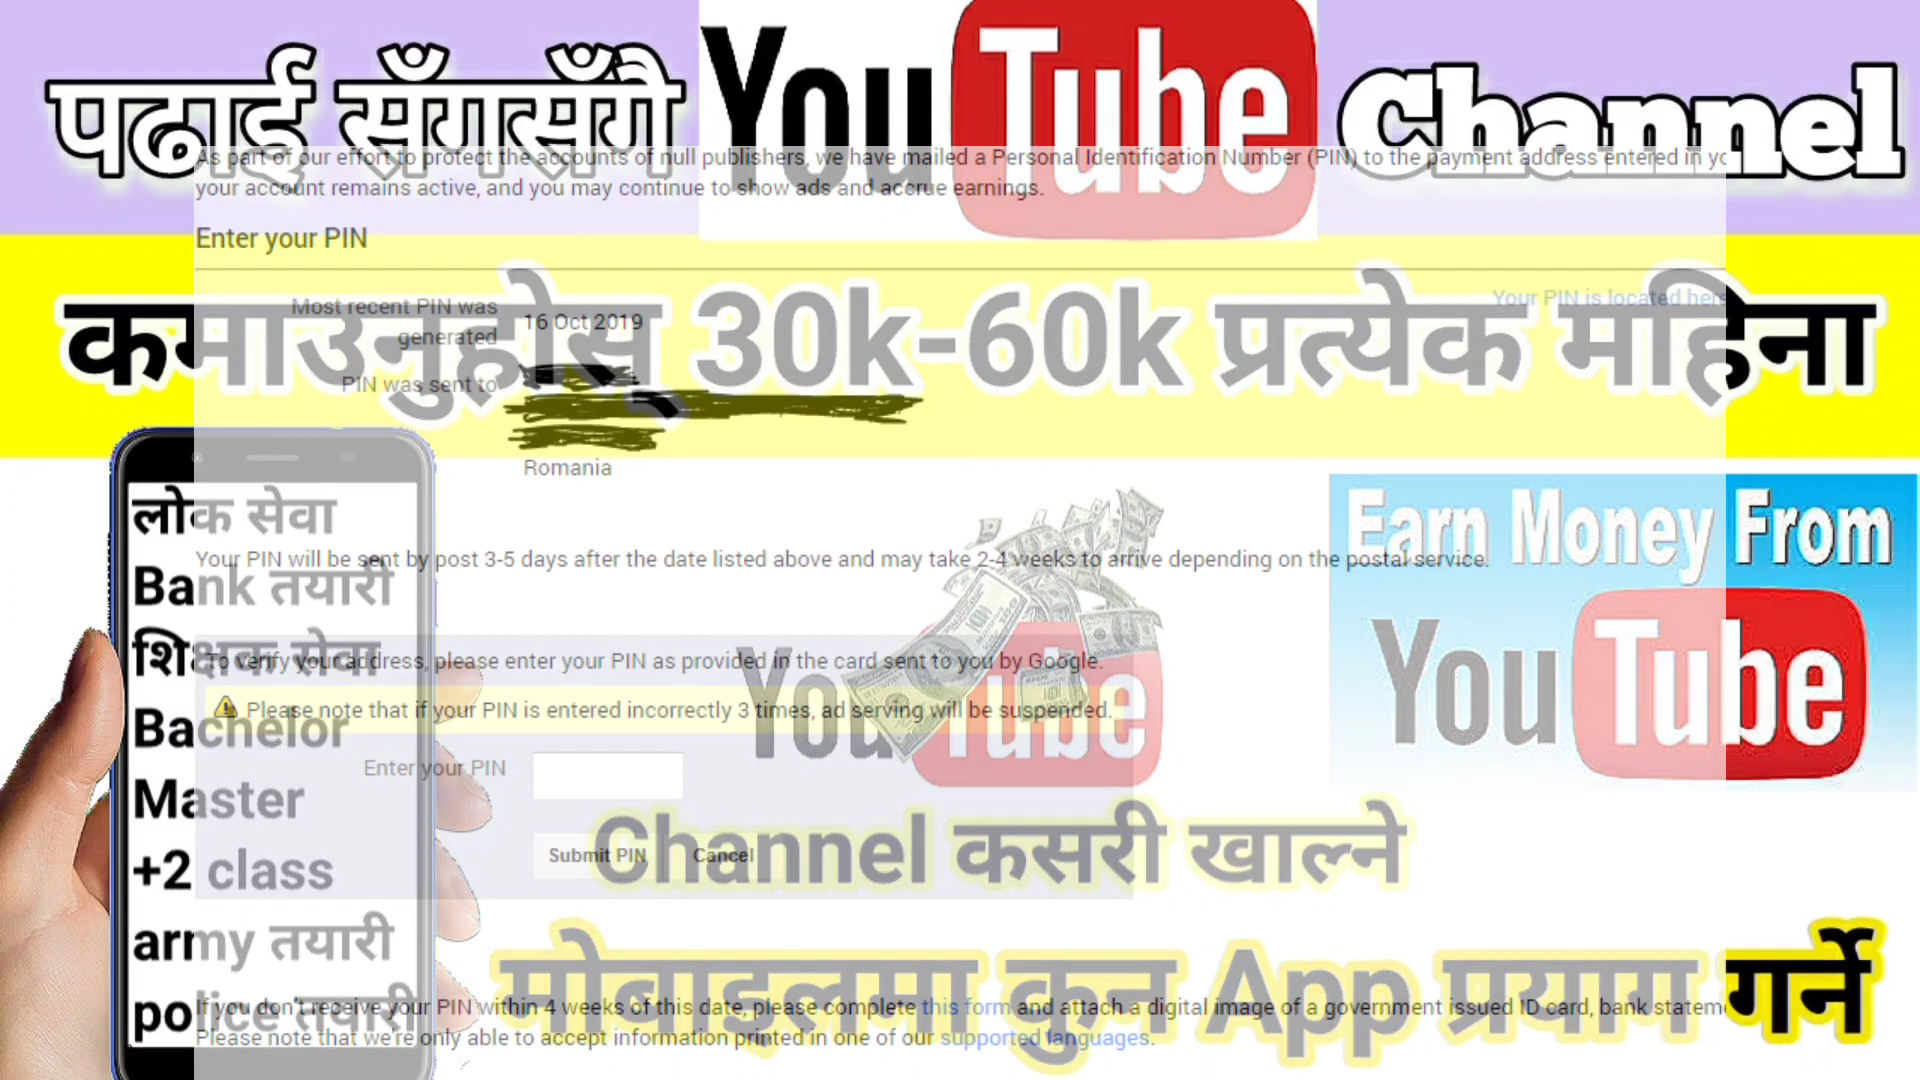 पढाई सँगसँगै YouTube Channel
As part of our effort to protect the accounts of null publishers, we have mailed a Personal Identification Number (PIN) to the payment address entered in yo
your account remains active, and you may continue to show ads and accrue earnings.
Enter your PIN
कमाउनुहोस् 30k-60k प्रत्येक महिना
Most recent PIN was generated
16 Oct 2019
Your PIN is located here
PIN was sent to
Romania
लोक सेवा
Bank तयारी
शिक्षक सेवा
Bachelor
Master
+2 class
army तयारी
police तयारी
Earn Money From
YouTube
Your PIN will be sent by post 3-5 days after the date listed above and may take 2-4 weeks to arrive depending on the postal service.
To verify your address, please enter your PIN as provided in the card sent to you by Google.
Please note that if your PIN is entered incorrectly 3 times, ad serving will be suspended.
YouTube
Enter your PIN
Submit PIN
Cancel
Channel कसरी खाल्ने
मोबाइलमा कुन App प्रयाग गर्ने
If you don't receive your PIN within 4 weeks of this date, please complete this form and attach a digital image of a government issued ID card, bank stateme
Please note that we're only able to accept information printed in one of our supported languages.